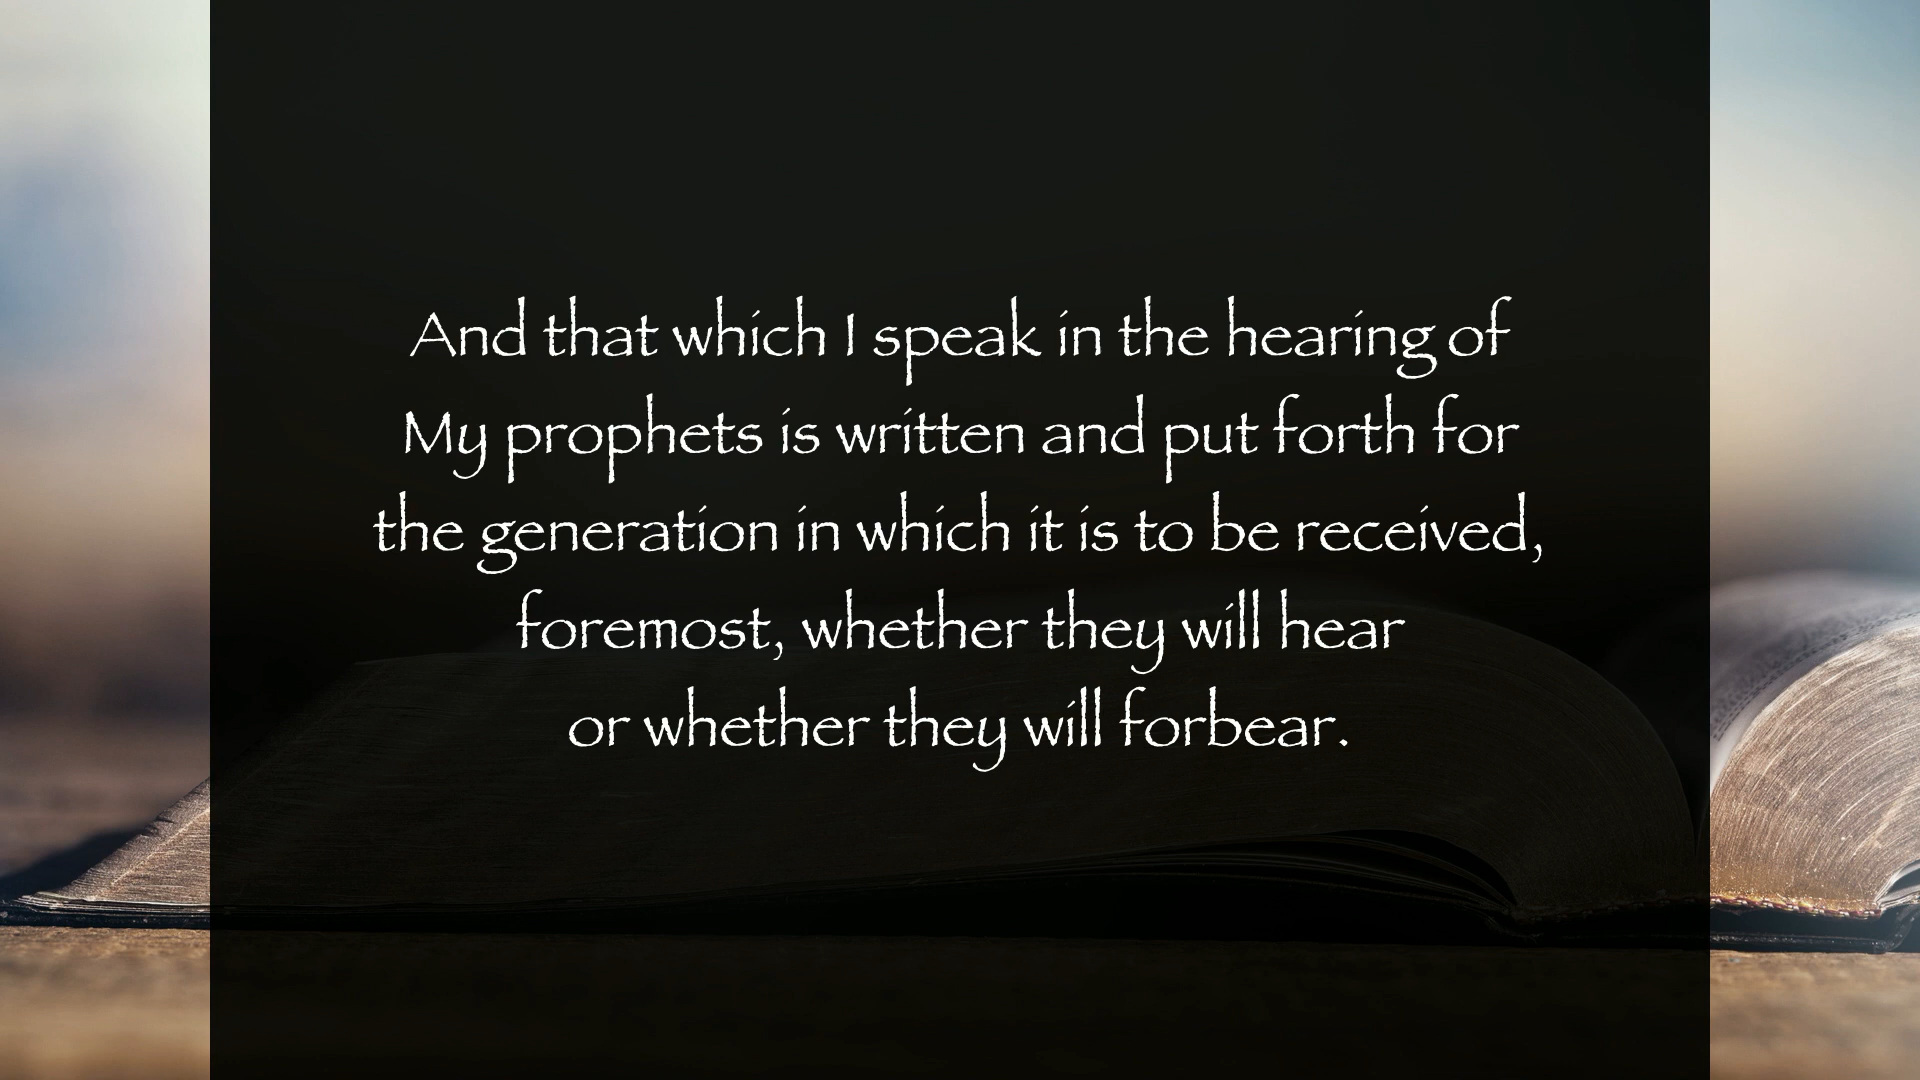 And that which I speak in the hearing of
My prophets is written and put forth for
the generation in which it is to be received,
foremost, whether they will hear
or whether they will forbear.